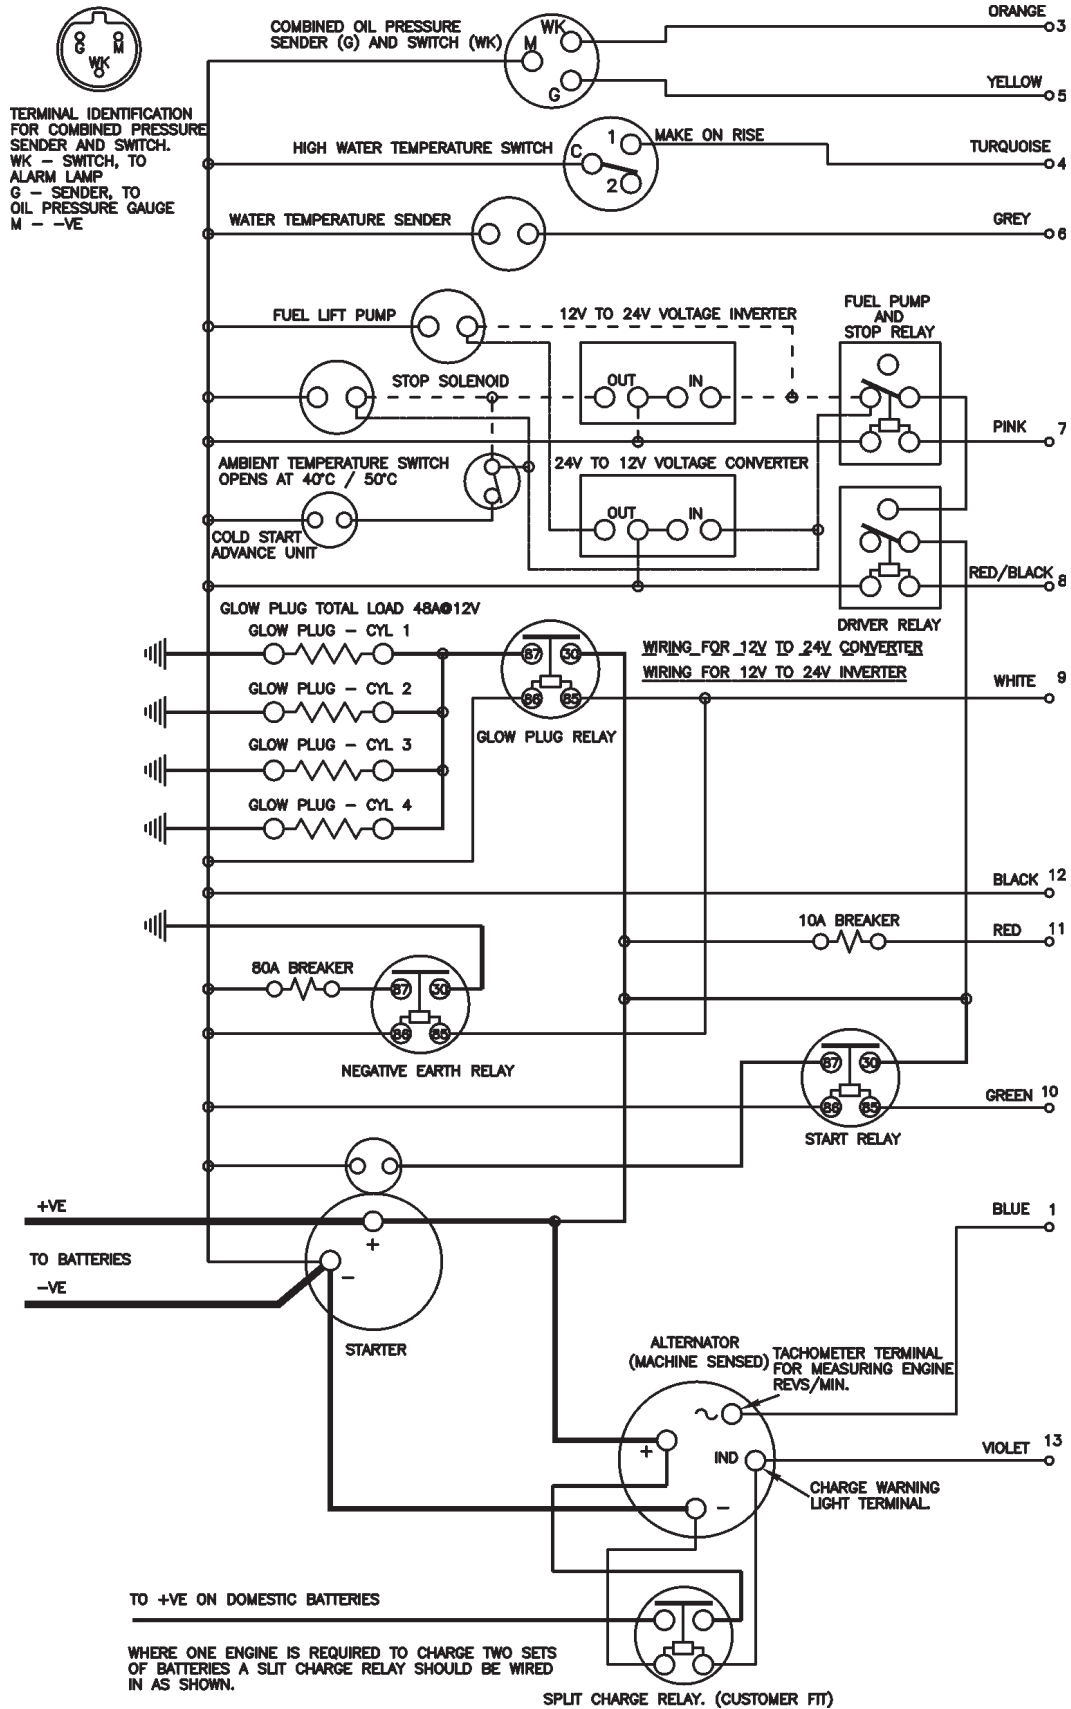 ORANGE
3
COMBINED OIL PRESSURE
SENDER (G) AND SWITCH (WK)
WK
M
G
G
M
WK
YELLOW
5
TERMINAL IDENTIFICATION
FOR COMBINED PRESSURE
SENDER AND SWITCH.
WK – SWITCH, TO
ALARM LAMP
G – SENDER, TO
OIL PRESSURE GAUGE
M – –VE
HIGH WATER TEMPERATURE SWITCH
C
1
2
MAKE ON RISE
TURQUOISE
4
WATER TEMPERATURE SENDER
GREY
6
FUEL LIFT PUMP
12V TO 24V VOLTAGE INVERTER
FUEL PUMP
AND
STOP RELAY
STOP SOLENOID
OUT
IN
PINK
7
AMBIENT TEMPERATURE SWITCH
OPENS AT 40°C / 50°C
24V TO 12V VOLTAGE CONVERTER
OUT
IN
COLD START
ADVANCE UNIT
RED/BLACK
8
DRIVER RELAY
GLOW PLUG TOTAL LOAD 48A@12V
GLOW PLUG – CYL 1
87
30
WIRING FOR 12V TO 24V CONVERTER
WIRING FOR 12V TO 24V INVERTER
GLOW PLUG – CYL 2
86
85
WHITE
9
GLOW PLUG RELAY
GLOW PLUG – CYL 3
GLOW PLUG – CYL 4
BLACK
12
10A BREAKER
RED
11
80A BREAKER
87
30
86
85
NEGATIVE EARTH RELAY
87
30
86
85
GREEN
10
START RELAY
+VE
BLUE
1
+
TO BATTERIES
–
–VE
STARTER
ALTERNATOR
(MACHINE SENSED)
TACHOMETER TERMINAL
FOR MEASURING ENGINE
REVS/MIN.
+
IND
VIOLET
13
–
CHARGE WARNING
LIGHT TERMINAL.
TO +VE ON DOMESTIC BATTERIES
WHERE ONE ENGINE IS REQUIRED TO CHARGE TWO SETS
OF BATTERIES A SLIT CHARGE RELAY SHOULD BE WIRED
IN AS SHOWN.
SPLIT CHARGE RELAY. (CUSTOMER FIT)